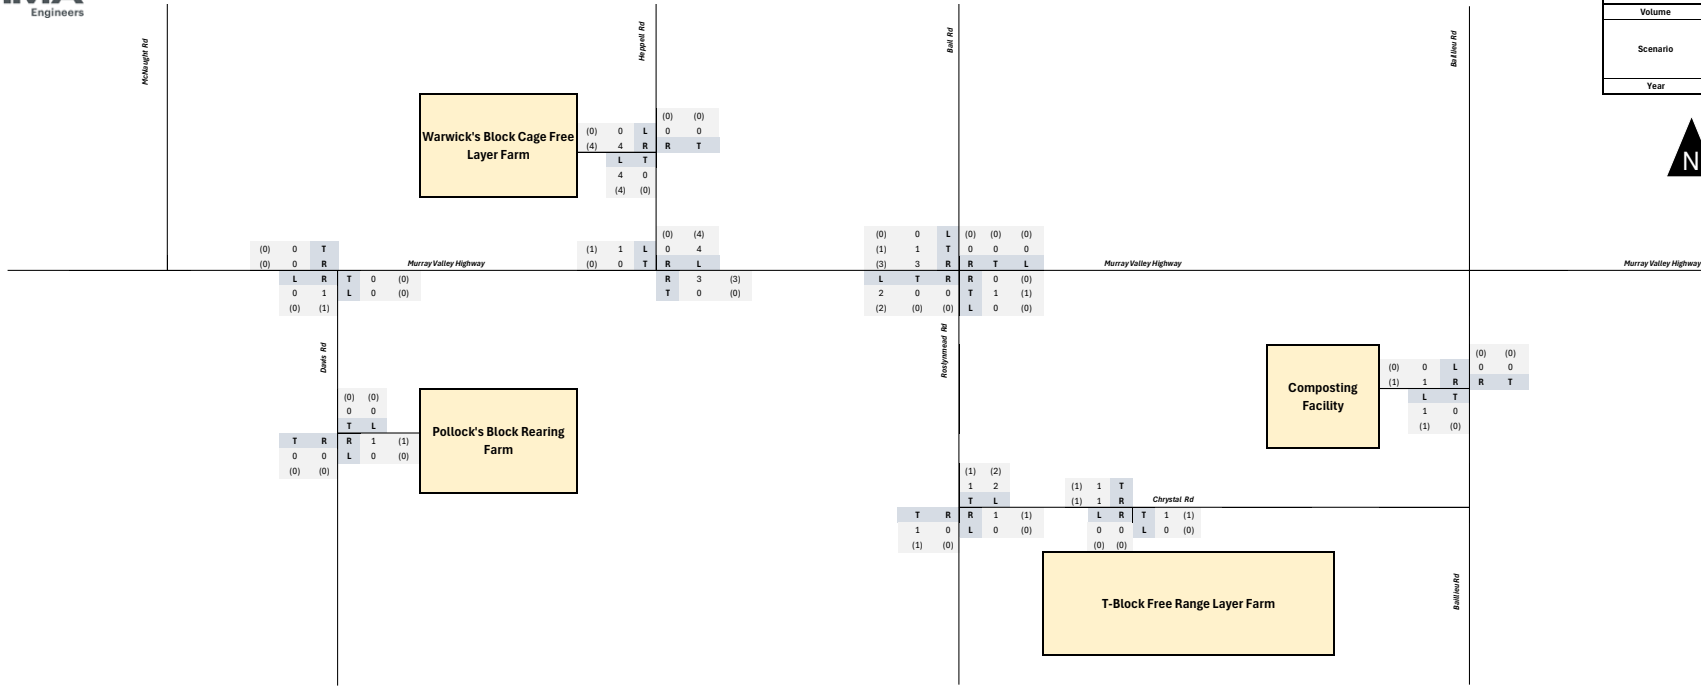 Engineers
Volume
Scenario
Year
N
McNaught Rd
Heppell Rd
Ball Rd
Baillieu Rd
Warwick's Block Cage Free
Layer Farm
(0) (0)
(0) 0 L 0 0
(4) 4 R R T
L T
4 0
(4) (0)
(0) 0 T
(0) 0 R
L R T 0 (0)
0 1 L 0 (0)
(0) (1)
Murray Valley Highway
(0) (4)
(1) 1 L 0 4
(0) 0 T R L
R 3 (3)
T 0 (0)
(0) 0 L (0) (0) (0)
(1) 1 T 0 0 0
(3) 3 R R T L
L T R R 0 (0)
2 0 0 T 1 (1)
(2) (0) (0) L 0 (0)
Murray Valley Highway
Murray Valley Highway
Davis Rd
Roslynmead Rd
(0) (0)
0 0
T L
T R R 1 (1)
0 0 L 0 (0)
(0) (0)
Pollock's Block Rearing
Farm
Composting
Facility
(0) (0)
(0) 0 L 0 0
(1) 1 R R T
L T
1 0
(1) (0)
(1) (2)
1 2
T L
T R R 1 (1)
1 0 L 0 (0)
(1) (0)
(1) 1 T
(1) 1 R
Chrystal Rd
L R T 1 (1)
0 0 L 0 (0)
(0) (0)
T-Block Free Range Layer Farm
Baillieu Rd